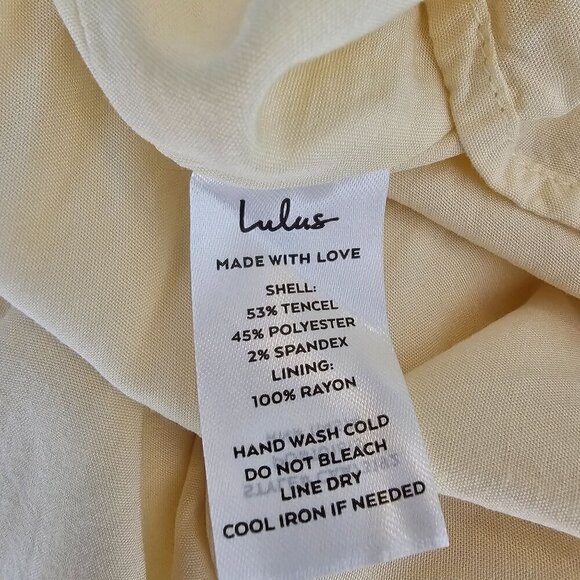 Lulus
MADE WITH LOVE
SHELL:
53% TENCEL
45% POLYESTER
2% SPANDEX
LINING:
100% RAYON
HAND WASH COLD
DO NOT BLEACH
LINE DRY
COOL IRON IF NEEDED